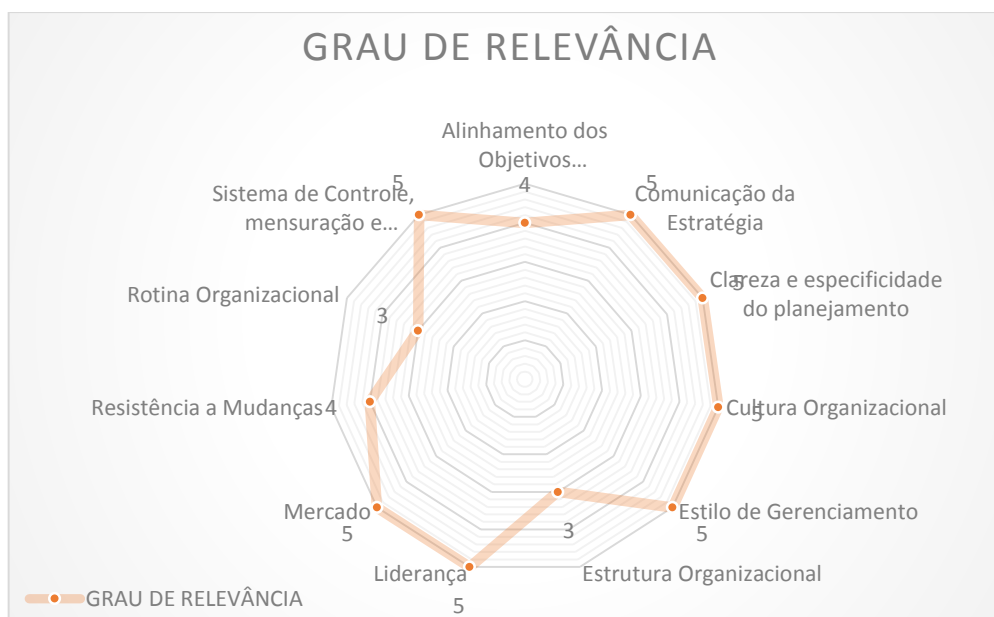 GRAU DE RELEVÂNCIA
Alinhamento dos
Objetivos...
4
5
Comunicação da
Estratégia
Clareza e especificidade
do planejamento
5
Cultura Organizacional
5
Estilo de Gerenciamento
5
3
Estrutura Organizacional
Liderança
5
Mercado
5
Resistência a Mudanças
4
Rotina Organizacional
3
5
Sistema de Controle,
mensuração e...
GRAU DE RELEVÂNCIA